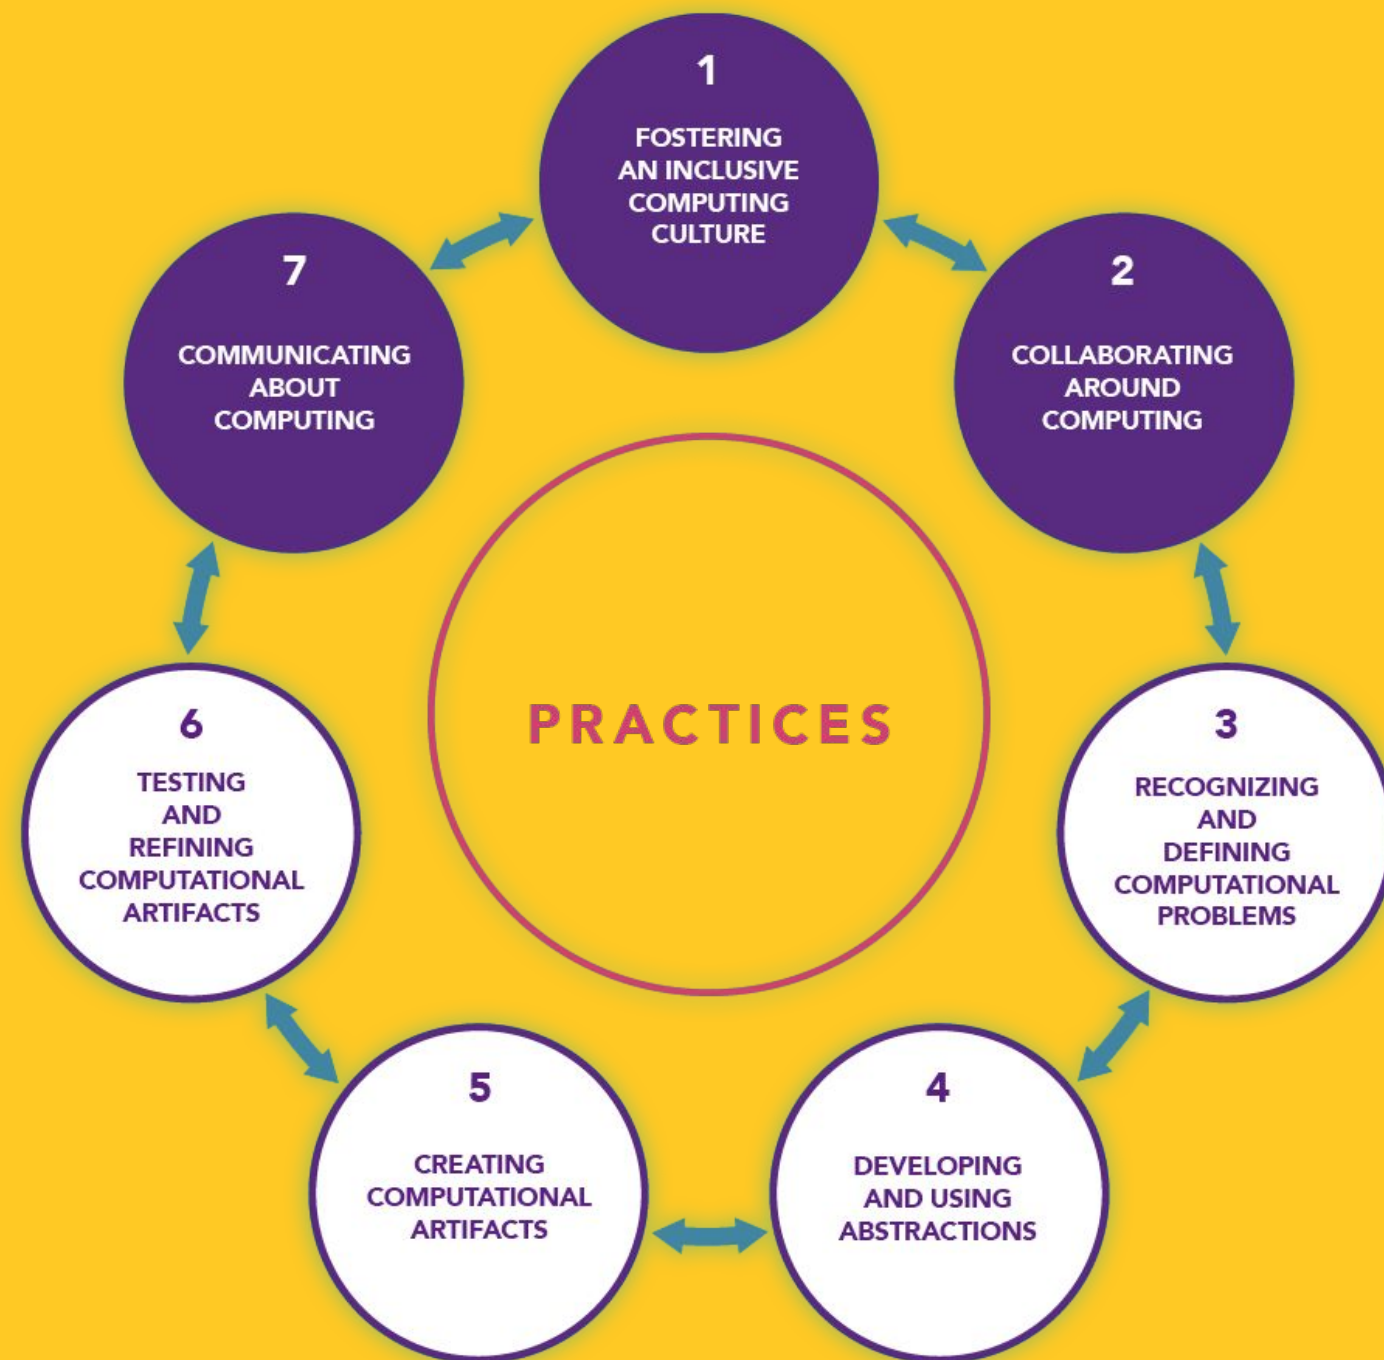 1
FOSTERING
AN INCLUSIVE
COMPUTING
CULTURE
2
COLLABORATING
AROUND
COMPUTING
3
RECOGNIZING
AND
DEFINING
COMPUTATIONAL
PROBLEMS
4
DEVELOPING
AND USING
ABSTRACTIONS
5
CREATING
COMPUTATIONAL
ARTIFACTS
6
TESTING
AND
REFINING
COMPUTATIONAL
ARTIFACTS
7
COMMUNICATING
ABOUT
COMPUTING
PRACTICES